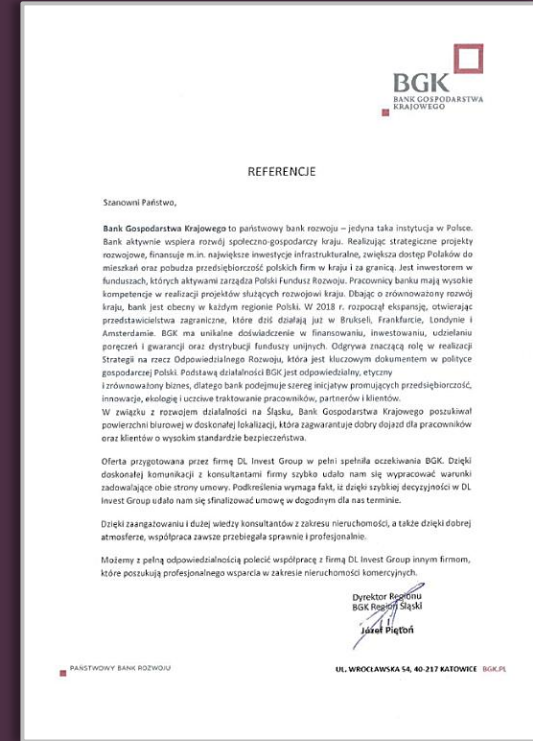 BGK
BANK GOSPODARSTWA
KRAJOWEGO
REFERENCJE
Szanowni Państwo,
Bank Gospodarstwa Krajowego to państwowy bank rozwoju – jedyna taka instytucja w Polsce.
Bank aktywnie wspiera rozwój społeczno-gospodarczy kraju. Realizując strategiczne projekty
rozwojowe, finansuje m.in. największe inwestycje infrastrukturalne, zwiększa dostęp Polaków do
mieszkań oraz pobudza przedsiębiorczość polskich firm w kraju i za granicą. Jest inwestorem w
funduszach, których aktywami zarządza Polski Fundusz Rozwoju. Pracownicy banku mają wysokie
kompetencje w realizacji projektów służących rozwojowi kraju. Dbając o zrównoważony rozwój
kraju, bank jest obecny w każdym regionie Polski. W 2018 r. rozpoczął ekspansję, otwierając
przedstawicielstwa zagraniczne, które dziś działają już w Brukseli, Frankfurcie, Londynie i
Amsterdamie. BGK ma unikalne doświadczenie w finansowaniu, inwestowaniu, udzielaniu
poręczeń i gwarancji oraz dystrybucji funduszy unijnych. Odgrywa znaczącą rolę w realizacji
Strategii na rzecz Odpowiedzialnego Rozwoju, która jest kluczowym dokumentem w polityce
gospodarczej Polski. Podstawą działalności BGK jest odpowiedzialny, etyczny
i zrównoważony biznes, dlatego bank podejmuje szereg inicjatyw promujących przedsiębiorczość,
innowacje, ekologię i uczciwe traktowanie pracowników, partnerów i klientów.
W związku z rozwojem działalności na Śląsku, Bank Gospodarstwa Krajowego poszukiwał
powierzchni biurowej w doskonałej lokalizacji, która zagwarantuje dobry dojazd dla pracowników
oraz klientów o wysokim standardzie bezpieczeństwa.
Oferta przygotowana przez firmę DL Invest Group w pełni spełniła oczekiwania BGK. Dzięki
doskonałej komunikacji z konsultantami firmy szybko udało nam się wypracować warunki
zadowalające obie strony umowy. Podkreślenia wymaga fakt, iż dzięki szybkiej decyzyjności w DL
Invest Group udało nam się sfinalizować umowę w dogodnym dla nas terminie.
Dzięki zaangażowaniu i dużej wiedzy konsultantów z zakresu nieruchomości, a także dzięki dobrej
atmosferze, współpraca zawsze przebiegała sprawnie i profesjonalnie.
Możemy z pełną odpowiedzialnością polecić współpracę z firmą DL Invest Group innym firmom,
które poszukują profesjonalnego wsparcia w zakresie nieruchomości komercyjnych.
Dyrektor Regionu
BGK Region Śląski
Józef Piętoń
PAŃSTWOWY BANK ROZWOJU
UL. WROCŁAWSKA 54, 40-217 KATOWICE BGK.PL